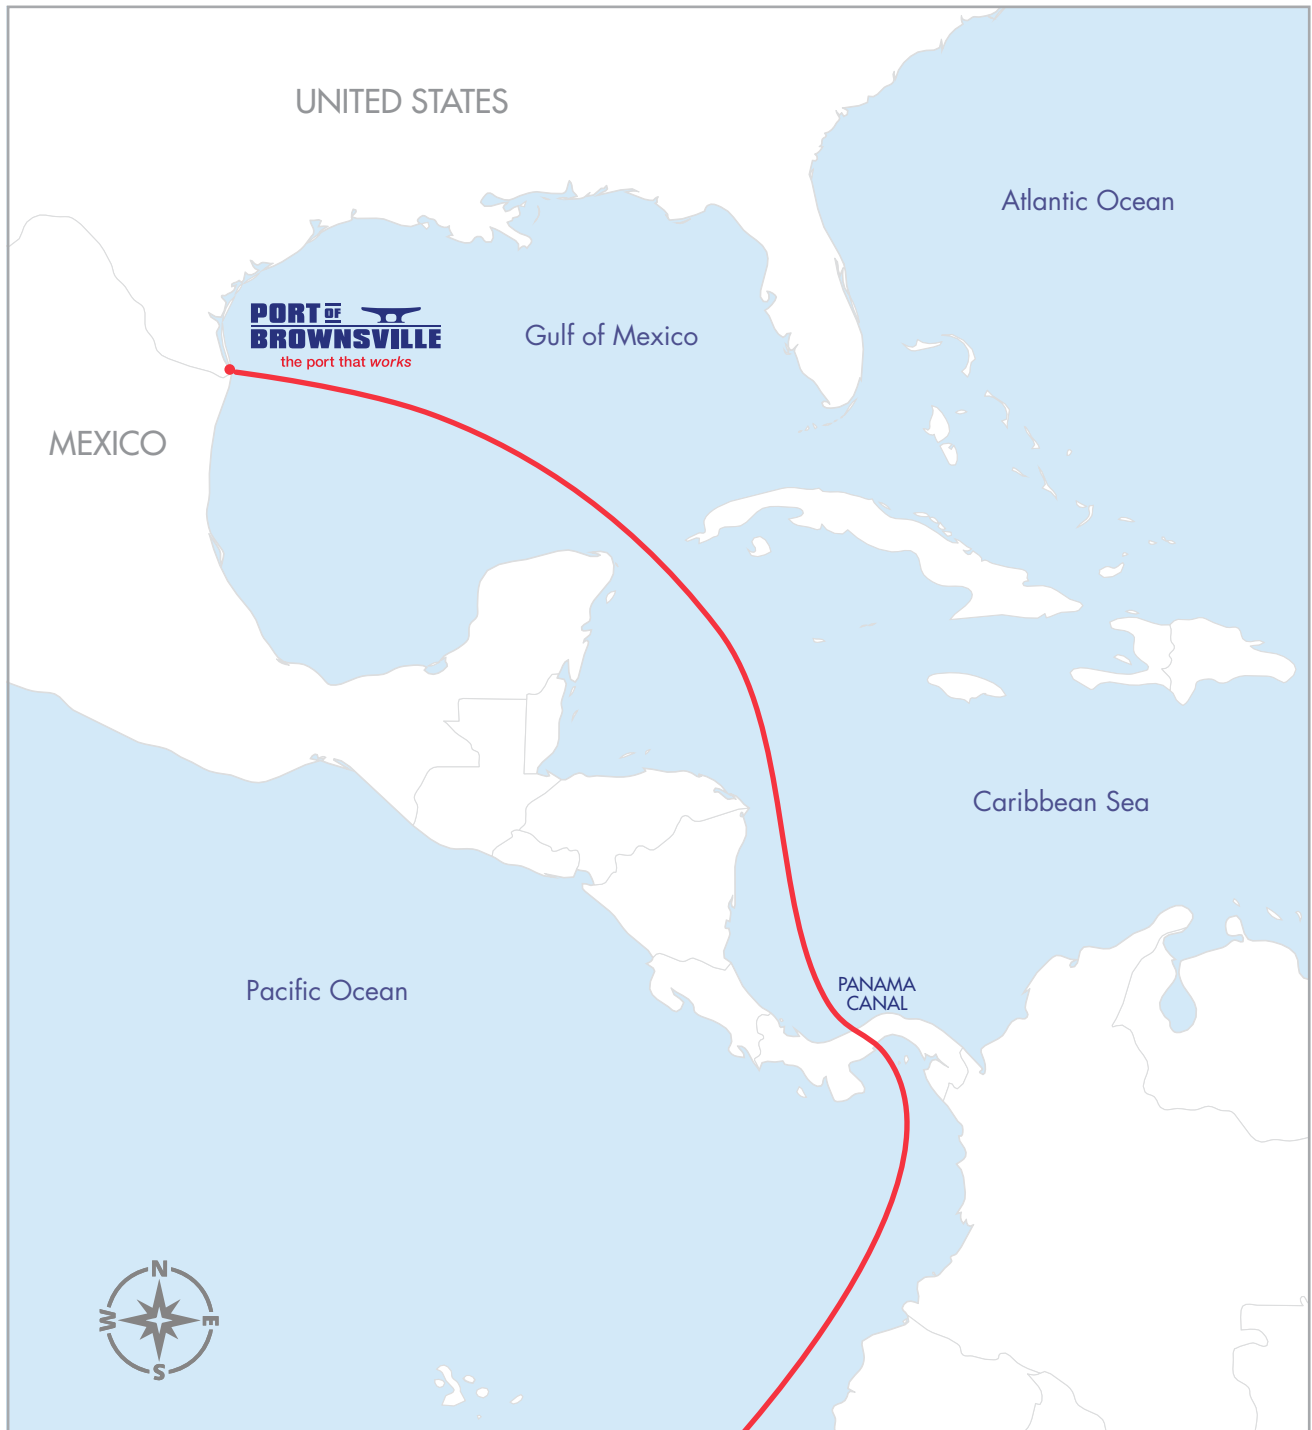 UNITED STATES
Atlantic Ocean
PORT OF
BROWNSVILLE
the port that works
Gulf of Mexico
MEXICO
Caribbean Sea
PANAMA
CANAL
Pacific Ocean
N
W
E
S